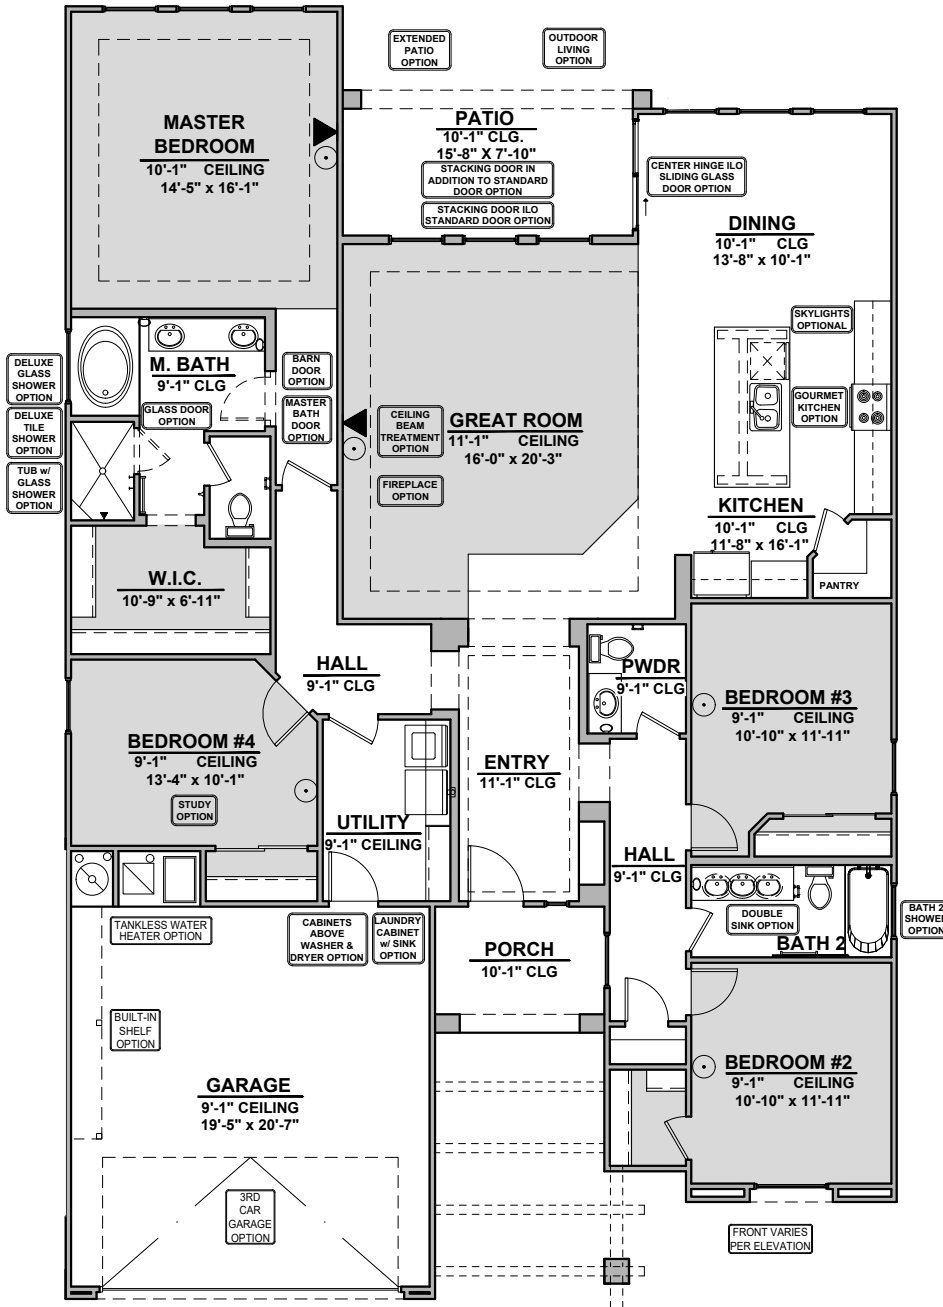 EXTENDED
PATIO
OPTION
OUTDOOR
LIVING
OPTION
MASTER
BEDROOM
10'-1" CEILING
14'-5" x 16'-1"
PATIO
10'-1" CLG.
15'-8" X 7'-10"
STACKING DOOR IN
ADDITION TO STANDARD
DOOR OPTION
STACKING DOOR ILO
STANDARD DOOR OPTION
CENTER HINGE ILO
SLIDING GLASS
DOOR OPTION
DINING
10'-1" CLG
13'-8" x 10'-1"
SKYLIGHTS
OPTIONAL
DELUXE
GLASS
SHOWER
OPTION
DELUXE
TILE
SHOWER
OPTION
TUB w/
GLASS
SHOWER
OPTION
M. BATH
9'-1" CLG
GLASS DOOR
OPTION
BARN
DOOR
OPTION
MASTER
BATH
DOOR
OPTION
CEILING
BEAM
TREATMENT
OPTION
FIREPLACE
OPTION
GREAT ROOM
11'-1" CEILING
16'-0" x 20'-3"
GOURMET
KITCHEN
OPTION
KITCHEN
10'-1" CLG
11'-8" x 16'-1"
PANTRY
W.I.C.
10'-9" x 6'-11"
HALL
9'-1" CLG
PWDR
9'-1" CLG
BEDROOM #3
9'-1" CEILING
10'-10" x 11'-11"
BEDROOM #4
9'-1" CEILING
13'-4" x 10'-1"
STUDY
OPTION
ENTRY
11'-1" CLG
UTILITY
9'-1" CEILING
HALL
9'-1" CLG
DOUBLE
SINK OPTION
BATH 2
BATH 2
SHOWER
OPTION
TANKLESS WATER
HEATER OPTION
CABINETS
ABOVE
WASHER &
DRYER OPTION
LAUNDRY
CABINET
w/ SINK
OPTION
PORCH
10'-1" CLG
BUILT-IN
SHELF
OPTION
GARAGE
9'-1" CEILING
19'-5" x 20'-7"
BEDROOM #2
9'-1" CEILING
10'-10" x 11'-11"
3RD
CAR
GARAGE
OPTION
FRONT VARIES
PER ELEVATION